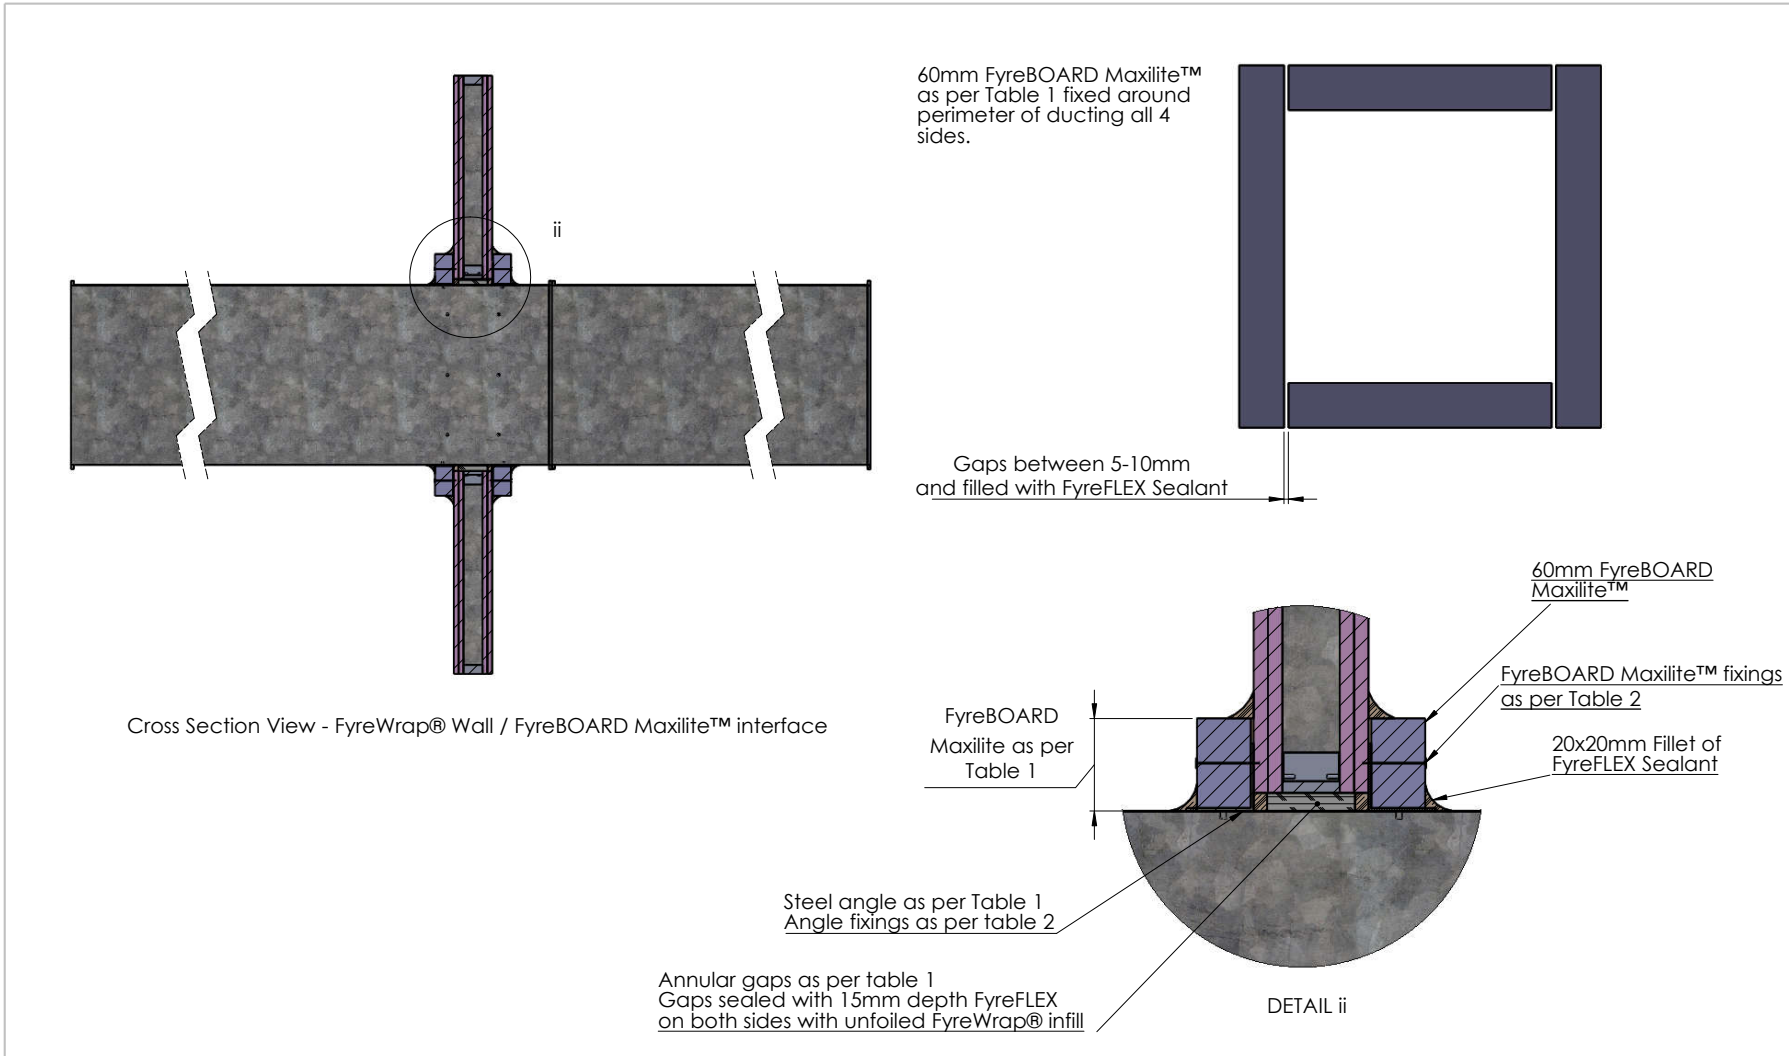 60mm FyreBOARD Maxilite™
as per Table 1 fixed around
perimeter of ducting all 4
sides.
ii
Gaps between 5-10mm
and filled with FyreFLEX Sealant
Cross Section View - FyreWrap® Wall / FyreBOARD Maxilite™ interface
60mm FyreBOARD
Maxilite™
FyreBOARD Maxilite™ fixings
as per Table 2
20x20mm Fillet of
FyreFLEX Sealant
FyreBOARD
Maxilite as per
Table 1
Steel angle as per Table 1
Angle fixings as per table 2
Annular gaps as per table 1
Gaps sealed with 15mm depth FyreFLEX
on both sides with unfoiled FyreWrap® infill
DETAIL ii